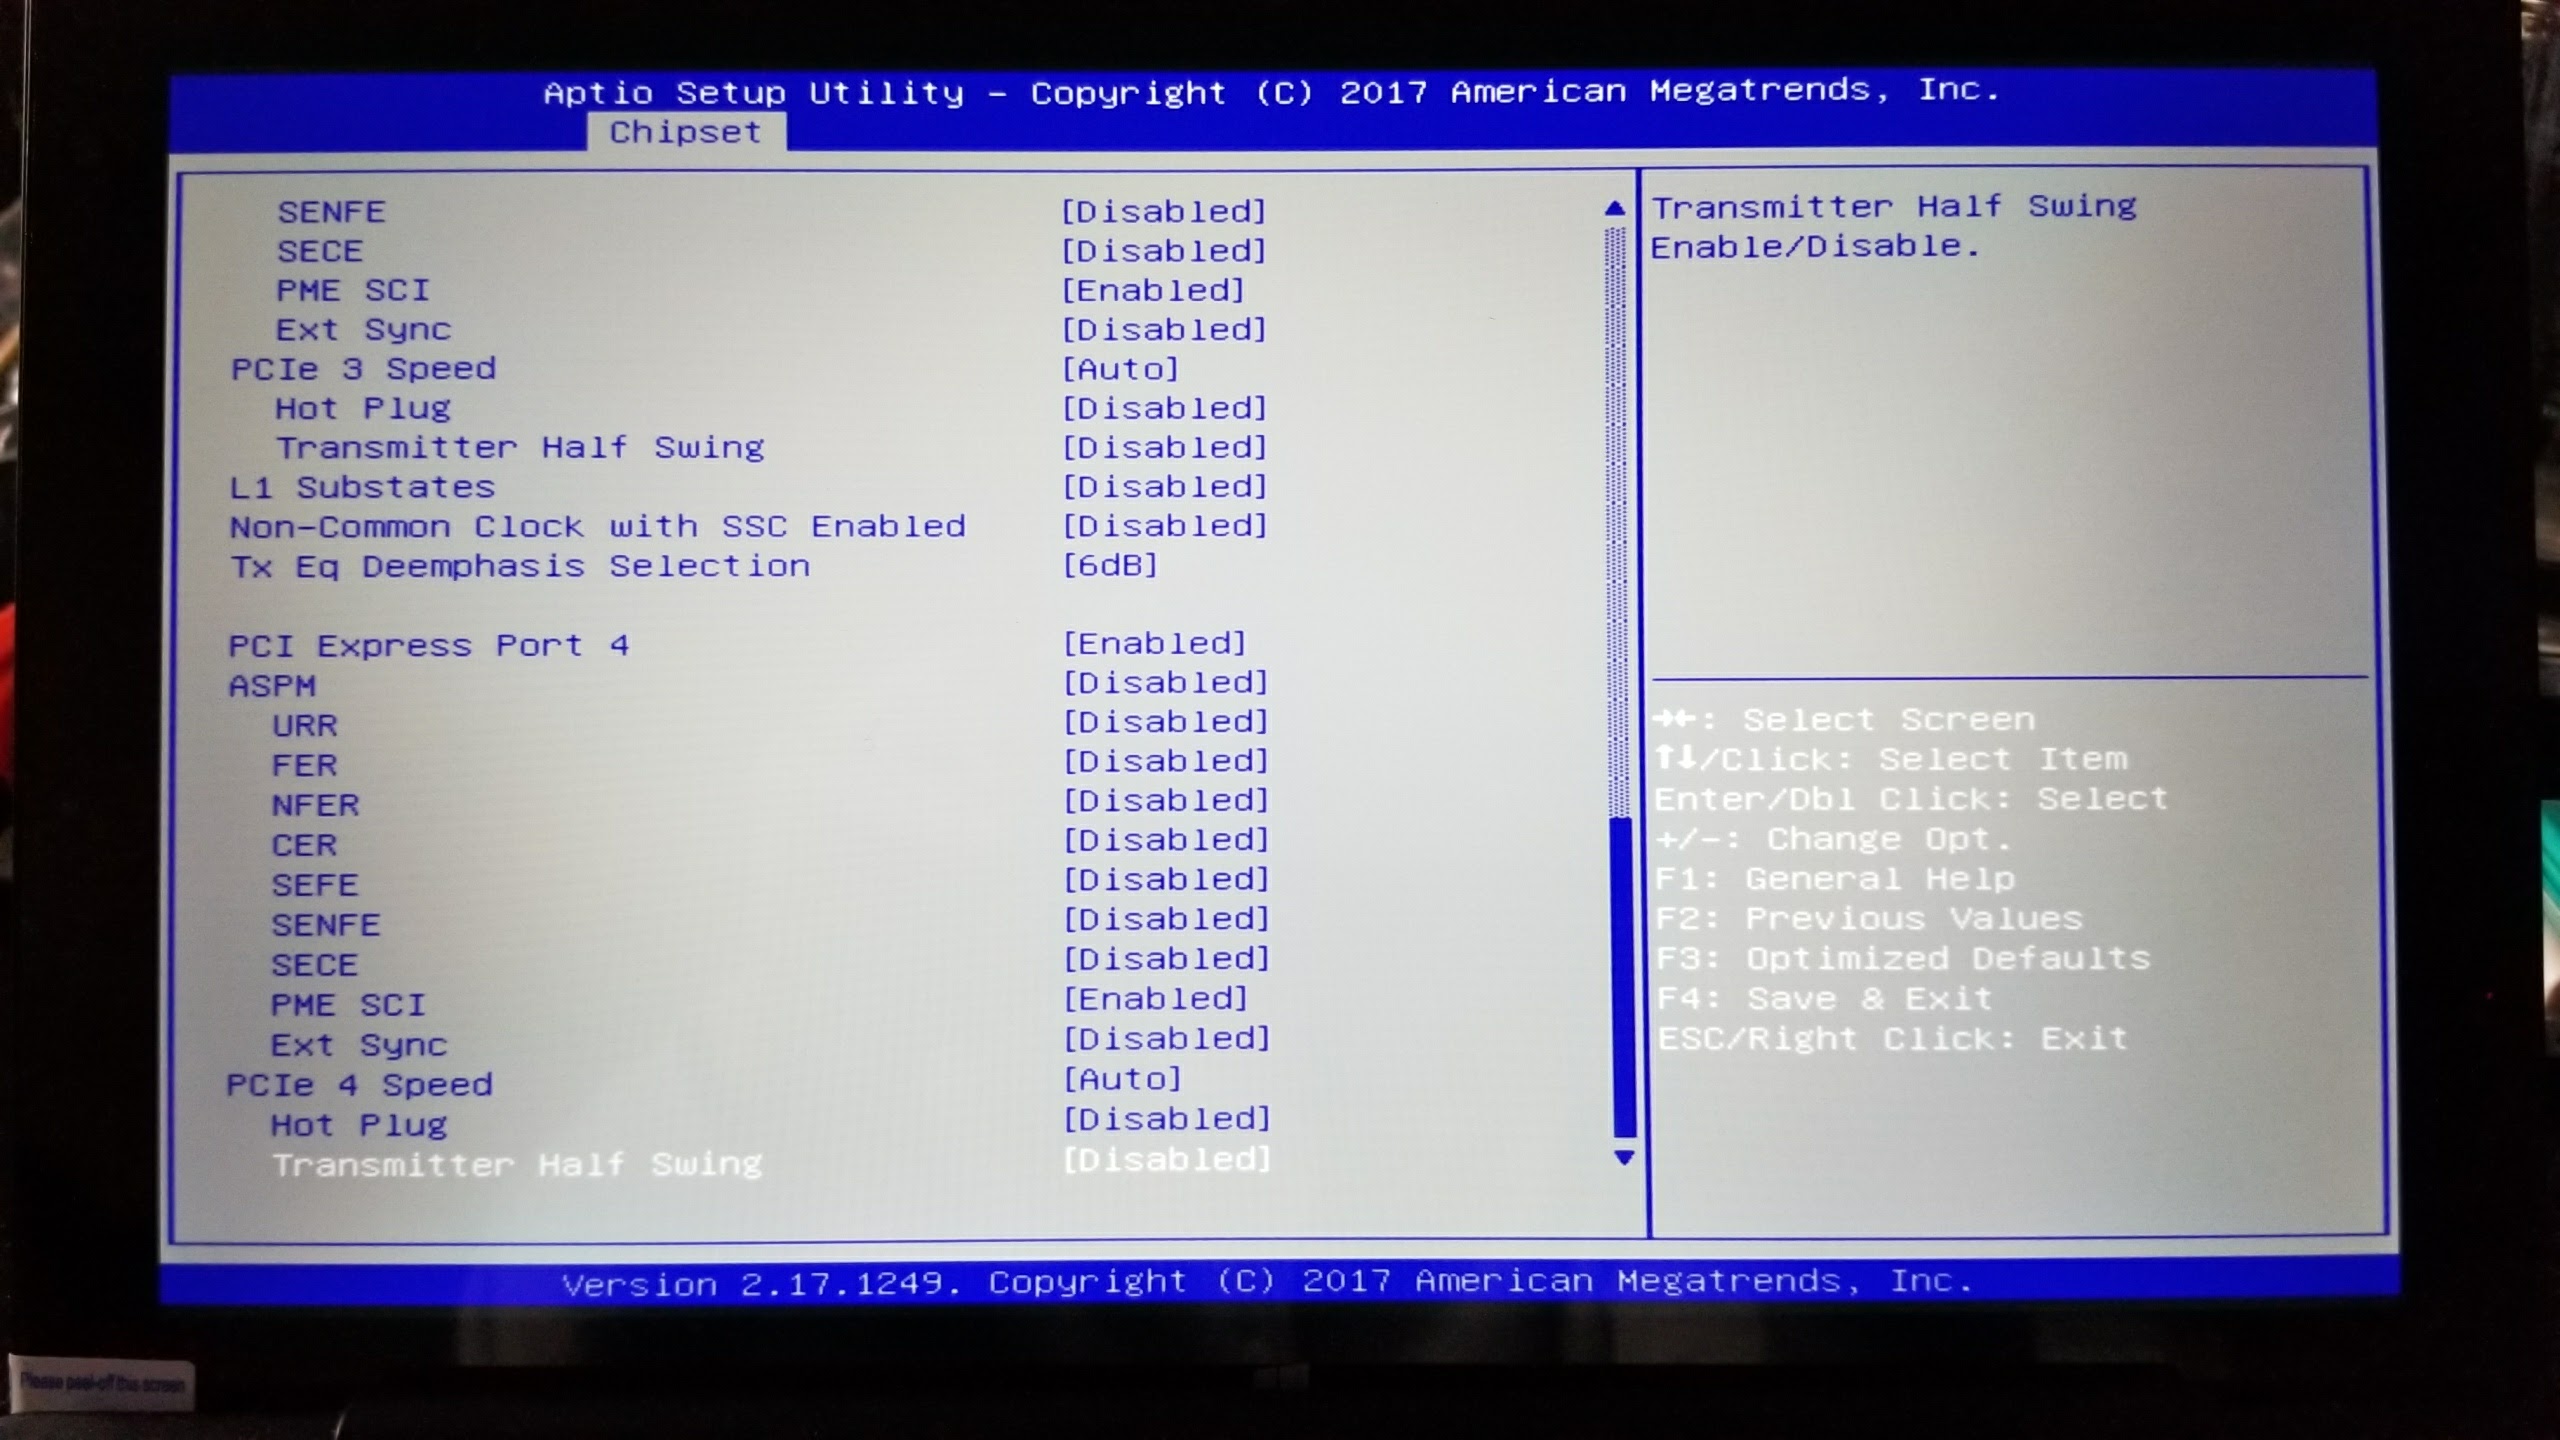 Aptio Setup Utility – Copyright (C) 2017 American Megatrends, Inc.
Chipset
SENFE [Disabled]
SECE [Disabled]
PME SCI [Enabled]
Ext Sync [Disabled]
PCIe 3 Speed [Auto]
Hot Plug [Disabled]
Transmitter Half Swing [Disabled]
L1 Substates [Disabled]
Non-Common Clock with SSC Enabled [Disabled]
Tx Eq Deemphasis Selection [6dB]
PCI Express Port 4 [Enabled]
ASPM [Disabled]
URR [Disabled]
FER [Disabled]
NFER [Disabled]
CER [Disabled]
SEFE [Disabled]
SENFE [Disabled]
SECE [Disabled]
PME SCI [Enabled]
Ext Sync [Disabled]
PCIe 4 Speed [Auto]
Hot Plug [Disabled]
Transmitter Half Swing [Disabled]
Transmitter Half Swing
Enable/Disable.
→←: Select Screen
↑↓/Click: Select Item
Enter/Dbl Click: Select
+/-: Change Opt.
F1: General Help
F2: Previous Values
F3: Optimized Defaults
F4: Save & Exit
ESC/Right Click: Exit
Version 2.17.1249. Copyright (C) 2017 American Megatrends, Inc.
Please peel-off this screen